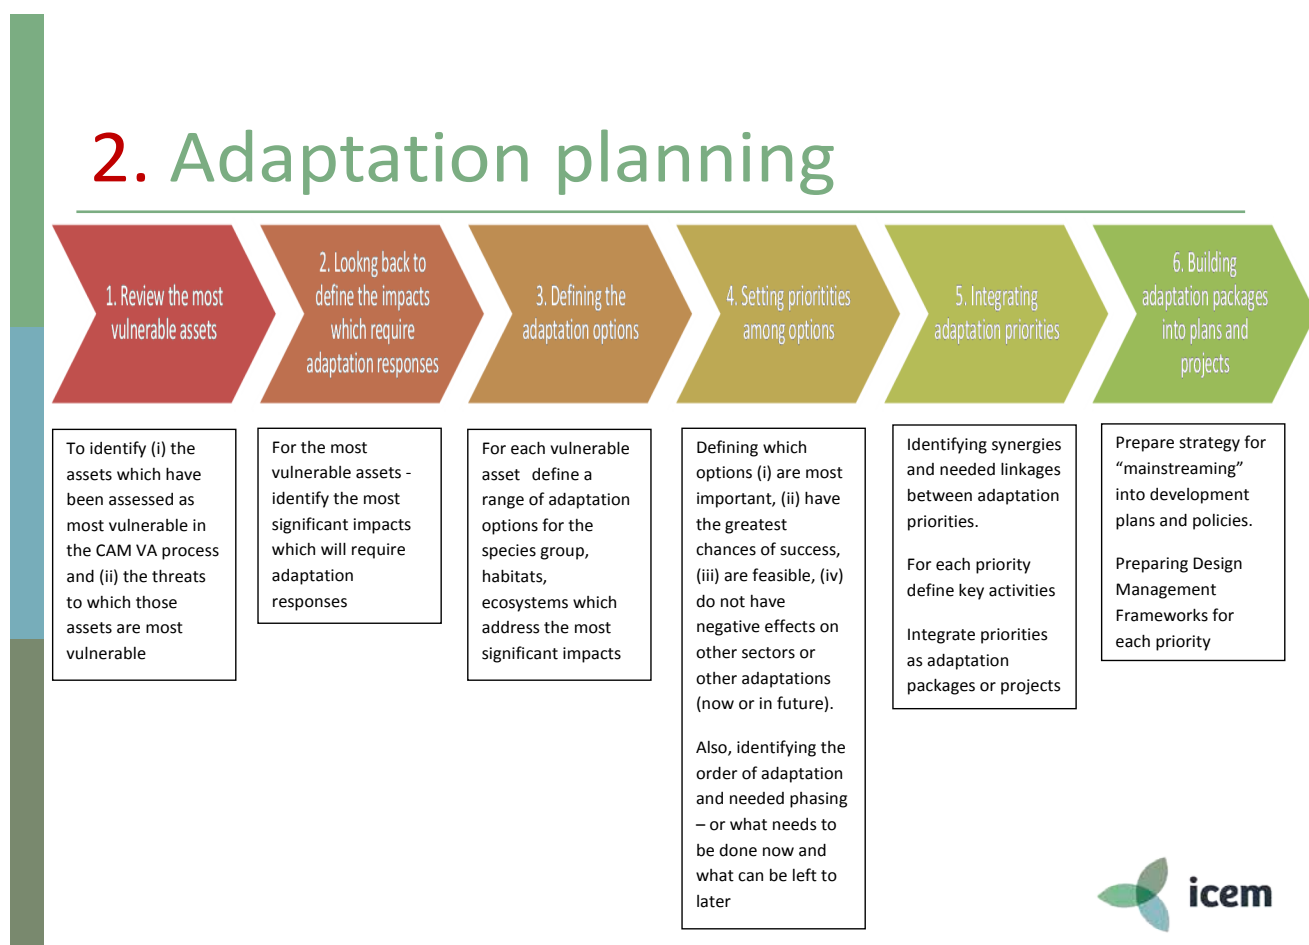 2. Adaptation planning
1. Review the most
vulnerable assets
2. Lookng back to
define the impacts
which require
adaptation responses
3. Defining the
adaptation options
4. Setting prioritities
among options
5. Integrating
adaptation priorities
6. Building
adaptation packages
into plans and
projects
To identify (i) the
assets which have
been assessed as
most vulnerable in
the CAM VA process
and (ii) the threats
to which those
assets are most
vulnerable
For the most
vulnerable assets -
identify the most
significant impacts
which will require
adaptation
responses
For each vulnerable
asset define a
range of adaptation
options for the
species group,
habitats,
ecosystems which
address the most
significant impacts
Defining which
options (i) are most
important, (ii) have
the greatest
chances of success,
(iii) are feasible, (iv)
do not have
negative effects on
other sectors or
other adaptations
(now or in future).
Also, identifying the
order of adaptation
and needed phasing
– or what needs to
be done now and
what can be left to
later
Identifying synergies
and needed linkages
between adaptation
priorities.
For each priority
define key activities
Integrate priorities
as adaptation
packages or projects
Prepare strategy for
“mainstreaming”
into development
plans and policies.
Preparing Design
Management
Frameworks for
each priority
icem